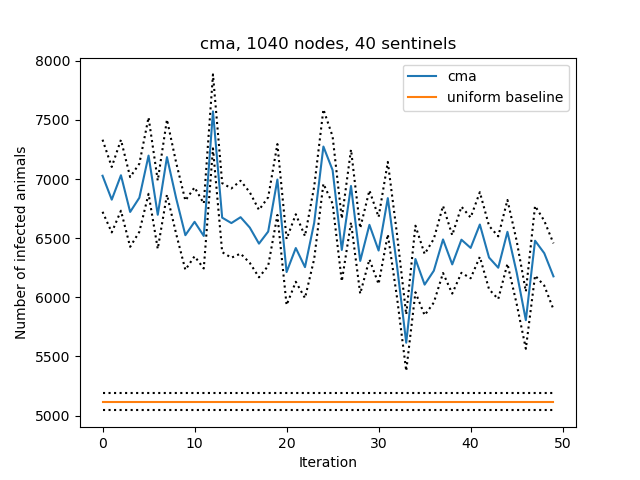 cma, 1040 nodes, 40 sentinels
cma
uniform baseline
Number of infected animals
8000
7500
7000
6500
6000
5500
5000
0 10 20 30 40 50
Iteration